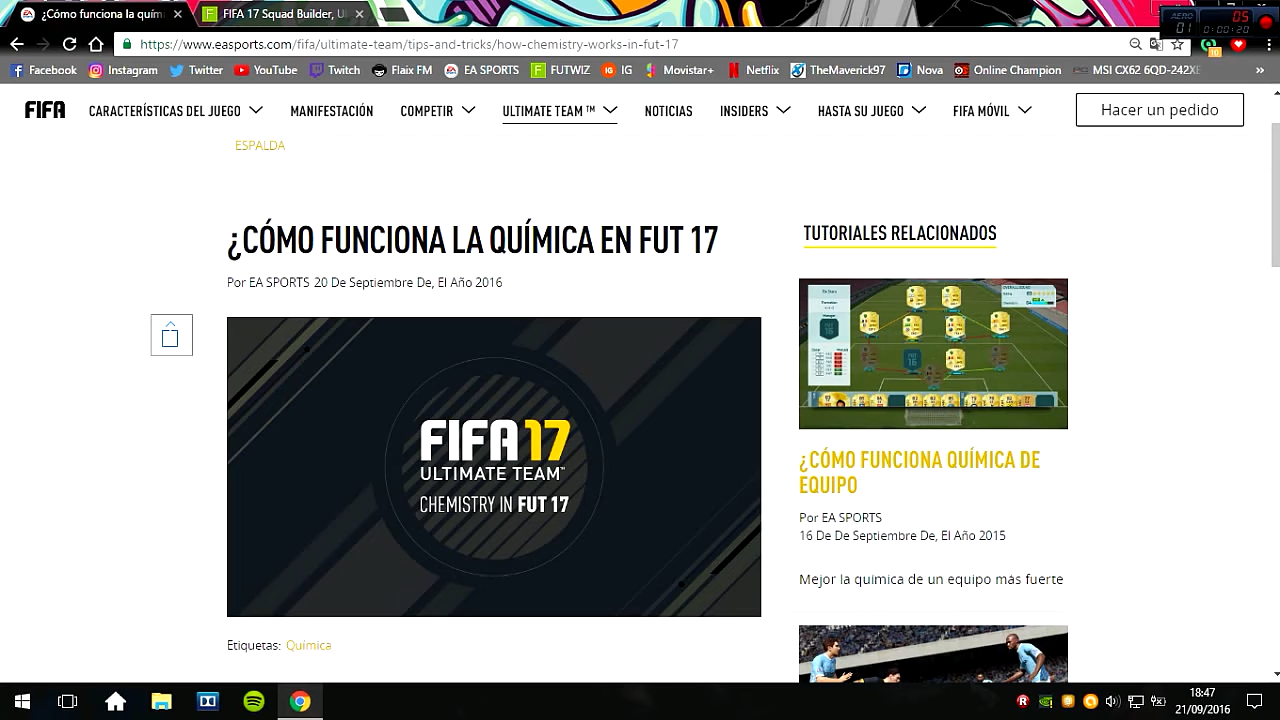 ¿Cómo funciona la quím
FIFA 17 Squad Builder, U
https://www.easports.com/fifa/ultimate-team/tips-and-tricks/how-chemistry-works-in-fut-17
Facebook
Instagram
Twitter
YouTube
Twitch
Flaix FM
EA SPORTS
FUTWIZ
IG
Movistar+
Netflix
TheMaverick97
Nova
Online Champion
MSI CX62 6QD-242XE
»
FIFA
CARACTERÍSTICAS DEL JUEGO
MANIFESTACIÓN
COMPETIR
ULTIMATE TEAM ™
NOTICIAS
INSIDERS
HASTA SU JUEGO
FIFA MÓVIL
Hacer un pedido
ESPALDA
¿CÓMO FUNCIONA LA QUÍMICA EN FUT 17
Por EA SPORTS 20 De Septiembre De, El Año 2016
FIFA 17
ULTIMATE TEAM™
CHEMISTRY IN FUT 17
Etiquetas: Química
TUTORIALES RELACIONADOS
¿CÓMO FUNCIONA QUÍMICA DE
EQUIPO
Por EA SPORTS
16 De De Septiembre De, El Año 2015
Mejor la química de un equipo más fuerte
18:47
21/09/2016